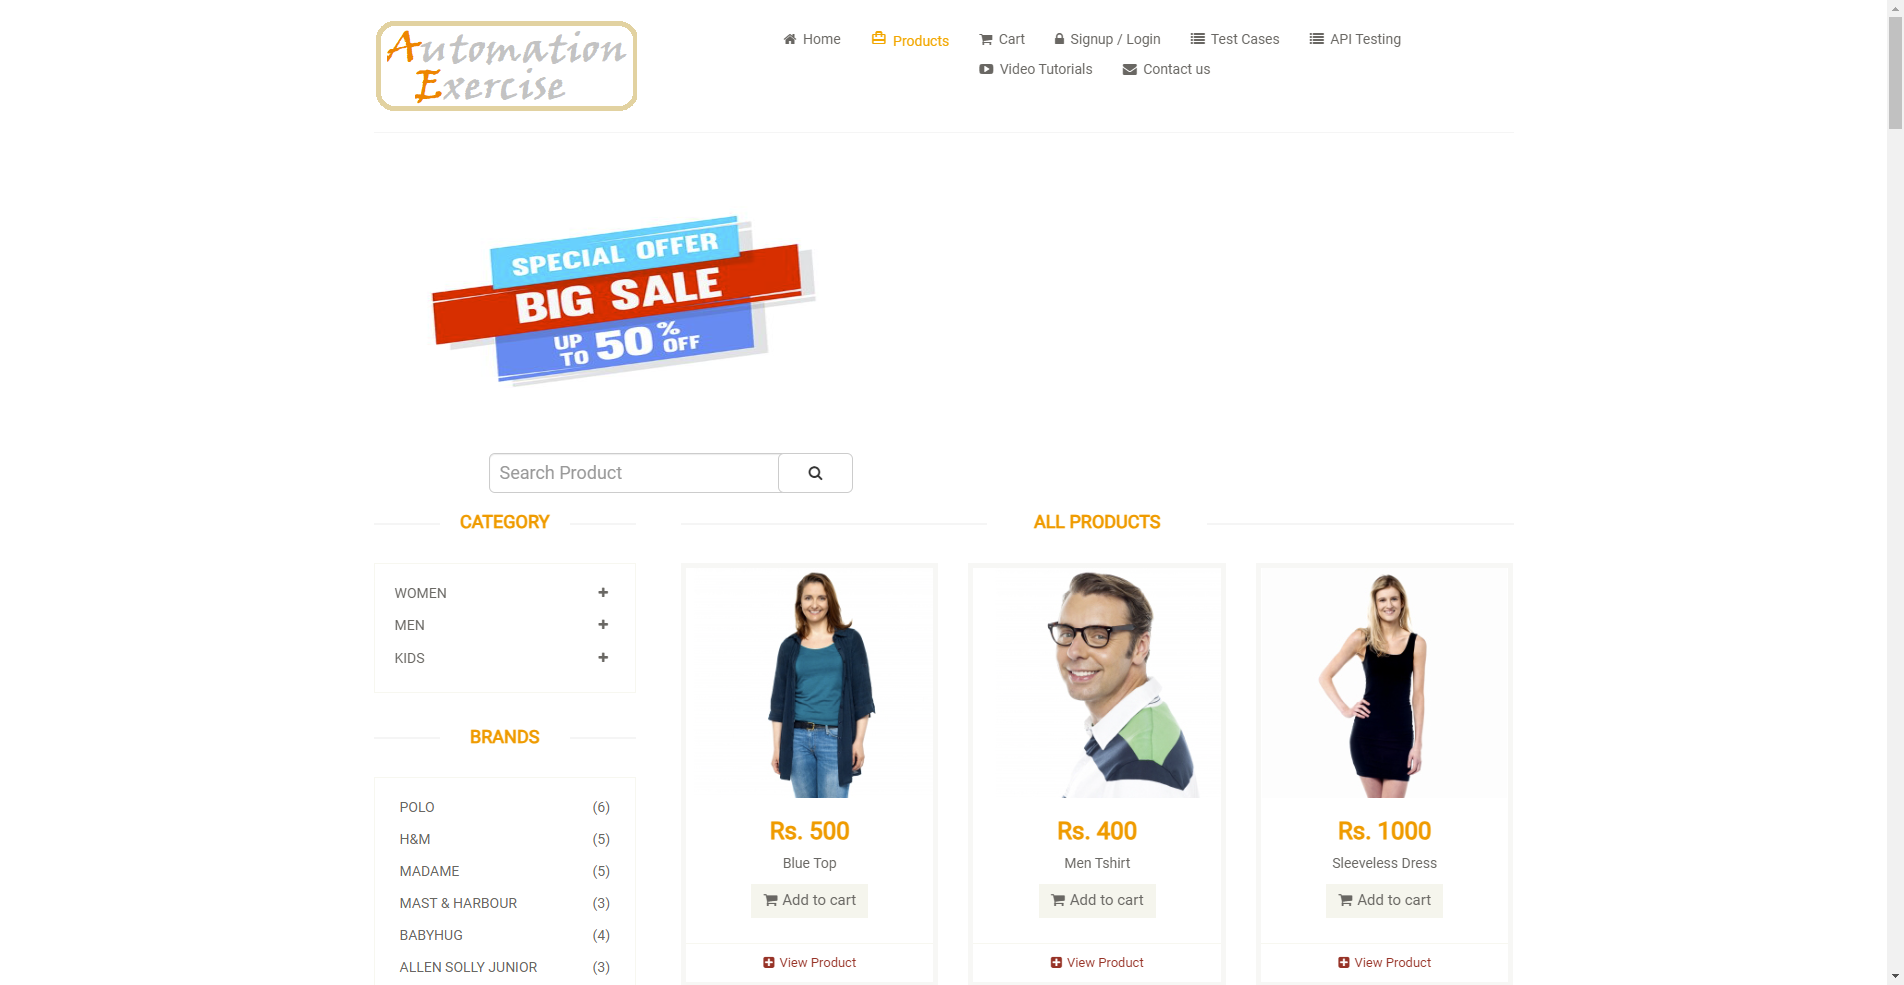 Automation
Exercise
Home
Products
Cart
Signup / Login
Test Cases
API Testing
Video Tutorials
Contact us
SPECIAL OFFER
BIG SALE
UP TO 50% OFF
Search Product
CATEGORY
WOMEN
MEN
KIDS
BRANDS
POLO (6)
H&M (5)
MADAME (5)
MAST & HARBOUR (3)
BABYHUG (4)
ALLEN SOLLY JUNIOR (3)
ALL PRODUCTS
Rs. 500
Blue Top
Add to cart
View Product
Rs. 400
Men Tshirt
Add to cart
View Product
Rs. 1000
Sleeveless Dress
Add to cart
View Product